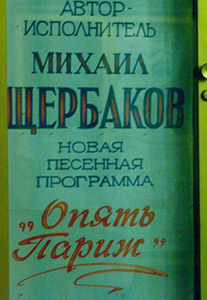 АВТОР-
ИСПОЛНИТЕЛЬ
МИХАИЛ
ЩЕРБАКОВ
НОВАЯ
ПЕСЕННАЯ
ПРОГРАММА
„Опять
Париж”